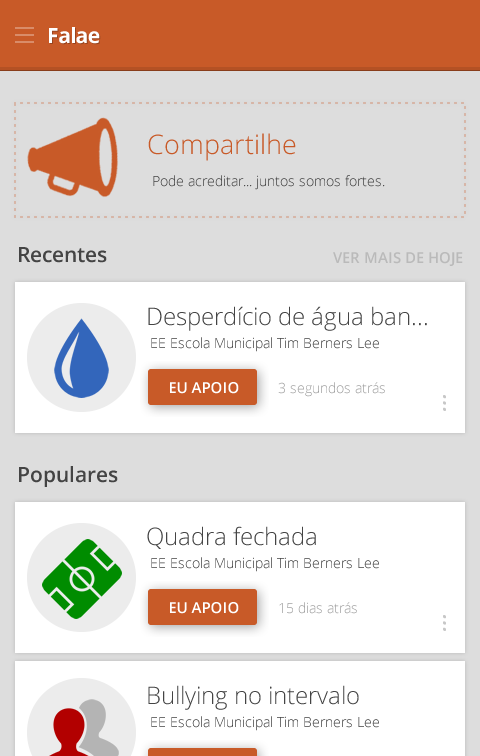 Falae
Compartilhe
Pode acreditar... juntos somos fortes.
Recentes
VER MAIS DE HOJE
Desperdício de água ban...
EE Escola Municipal Tim Berners Lee
EU APOIO
3 segundos atrás
Populares
Quadra fechada
EE Escola Municipal Tim Berners Lee
EU APOIO
15 dias atrás
Bullying no intervalo
EE Escola Municipal Tim Berners Lee